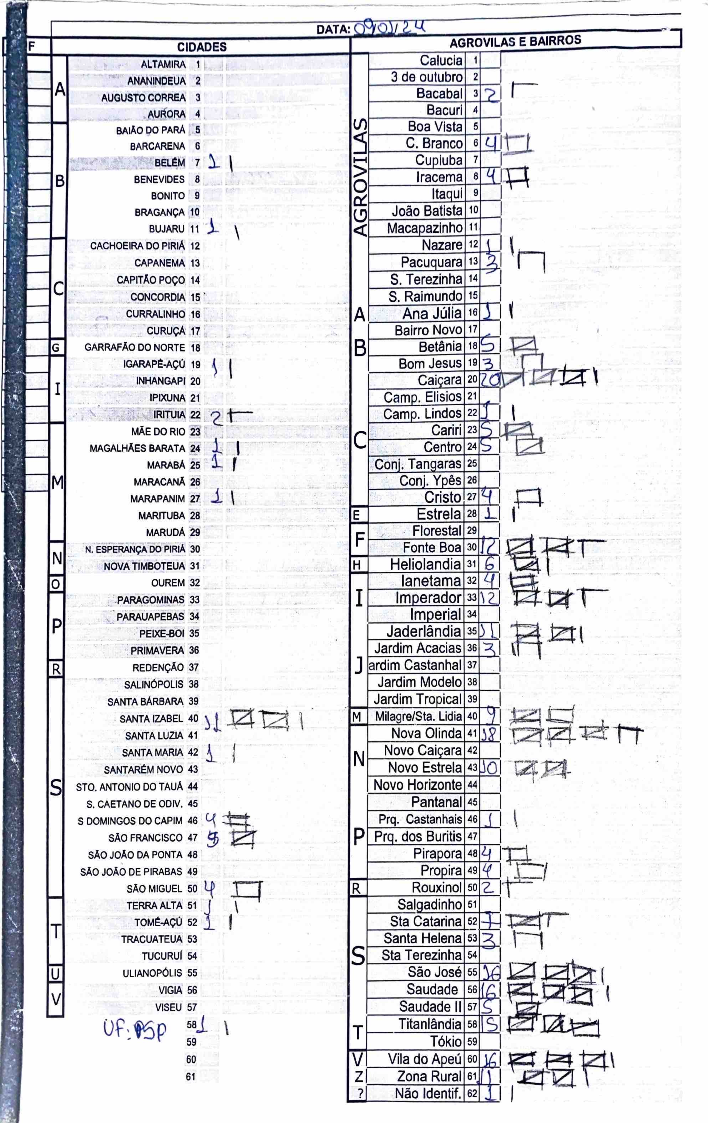 DATA: 09/01/24
F
CIDADES
A
ALTAMIRA 1
ANANINDEUA 2
AUGUSTO CORREA 3
AURORA 4
B
BAIÃO DO PARÁ 5
BARCARENA 6
BELÉM 7 1
BENEVIDES 8
BONITO 9
BRAGANÇA 10
BUJARU 11 1
C
CACHOEIRA DO PIRIÁ 12
CAPANEMA 13
CAPITÃO POÇO 14
CONCORDIA 15
CURRALINHO 16
CURUÇÁ 17
G
GARRAFÃO DO NORTE 18
I
IGARAPÉ-AÇÚ 19 1
INHANGAPI 20
IPIXUNA 21
IRITUIA 22 2
M
MÃE DO RIO 23
MAGALHÃES BARATA 24 1
MARABÁ 25 1
MARACANÃ 26
MARAPANIM 27 1
MARITUBA 28
MARUDÁ 29
N
N. ESPERANÇA DO PIRIÁ 30
NOVA TIMBOTEUA 31
O
OUREM 32
P
PARAGOMINAS 33
PARAUAPEBAS 34
PEIXE-BOI 35
PRIMAVERA 36
R
REDENÇÃO 37
S
SALINÓPOLIS 38
SANTA BÁRBARA 39
SANTA IZABEL 40 11
SANTA LUZIA 41
SANTA MARIA 42 1
SANTARÉM NOVO 43
STO. ANTONIO DO TAUÁ 44
S. CAETANO DE ODIV. 45
S DOMINGOS DO CAPIM 46 4
SÃO FRANCISCO 47 5
SÃO JOÃO DA PONTA 48
SÃO JOÃO DE PIRABAS 49
SÃO MIGUEL 50 4
T
TERRA ALTA 51 1
TOMÉ-AÇÚ 52 1
TRACUATEUA 53
TUCURUÍ 54
U
ULIANÓPOLIS 55
V
VIGIA 56
VISEU 57
UF: SP 58 1
59
60
61
AGROVILAS E BAIRROS
AGROVILAS
Calucia 1
3 de outubro 2
Bacabal 3 2
Bacuri 4
Boa Vista 5
C. Branco 6 4
Cupiuba 7
Iracema 8 4
Itaqui 9
João Batista 10
Macapazinho 11
Nazare 12 1
Pacuquara 13 3
S. Terezinha 14
S. Raimundo 15
A
Ana Júlia 16 1
Bairro Novo 17
B
Betânia 18 5
Bom Jesus 19 3
C
Caiçara 20 20
Camp. Elisios 21
Camp. Lindos 22 1
Cariri 23 5
Centro 24 5
Conj. Tangaras 25
Conj. Ypês 26
Cristo 27 4
E
Estrela 28 1
F
Florestal 29
Fonte Boa 30 12
H
Heliolandia 31 6
I
Ianetama 32 4
Imperador 33 12
Imperial 34
J
Jaderlândia 35 11
Jardim Acacias 36 3
ardim Castanhal 37
Jardim Modelo 38
Jardim Tropical 39
M
Milagre/Sta. Lidia 40 9
N
Nova Olinda 41 18
Novo Caiçara 42
Novo Estrela 43 10
Novo Horizonte 44
P
Pantanal 45
Prq. Castanhais 46 1
Prq. dos Buritis 47
Pirapora 48 4
Propira 49 4
R
Rouxinol 50 2
S
Salgadinho 51
Sta Catarina 52 7
Santa Helena 53 3
Sta Terezinha 54
São José 55 16
Saudade 56 16
Saudade II 57 5
T
Titanlândia 58 15
Tókio 59
V
Vila do Apeú 60 16
Z
Zona Rural 61 11
?
Não Identif. 62 1